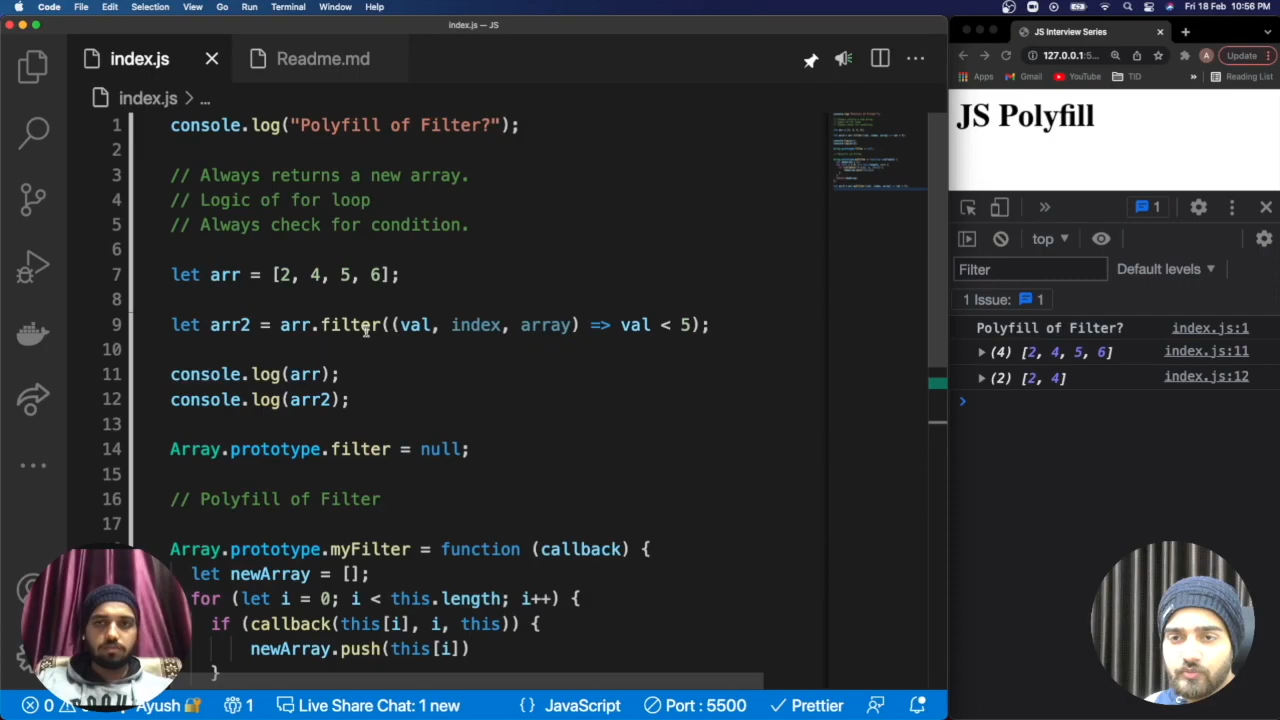 Code File Edit Selection View Go Run Terminal Window Help
Fri 18 Feb 10:56 PM
index.js — JS
index.js
Readme.md
index.js > ...
1 console.log("Polyfill of Filter?");
2
3 // Always returns a new array.
4 // Logic of for loop
5 // Always check for condition.
6
7 let arr = [2, 4, 5, 6];
8
9 let arr2 = arr.filter((val, index, array) => val < 5);
10
11 console.log(arr);
12 console.log(arr2);
13
14 Array.prototype.filter = null;
15
16 // Polyfill of Filter
17
Array.prototype.myFilter = function (callback) {
let newArray = [];
for (let i = 0; i < this.length; i++) {
if (callback(this[i], i, this)) {
newArray.push(this[i])
}
0
Ayush
1
Live Share Chat: 1 new
{} JavaScript
Port : 5500
Prettier
JS Interview Series
127.0.0.1:5...
A
Update
Apps Gmail YouTube TID » Reading List
JS Polyfill
» 1
top
Filter
Default levels
1 Issue: 1
Polyfill of Filter? index.js:1
(4) [2, 4, 5, 6] index.js:11
(2) [2, 4] index.js:12